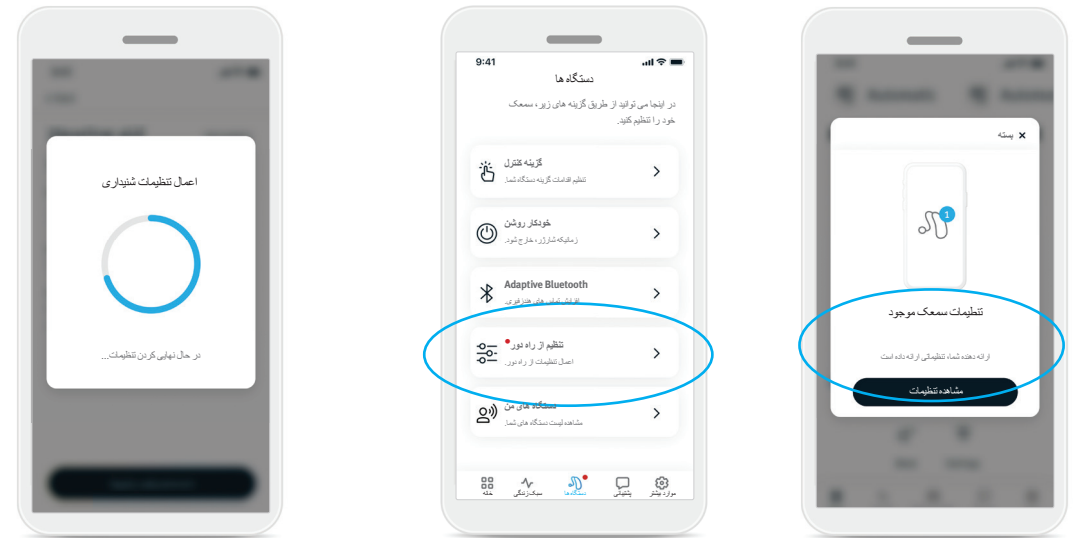 اعمال تنظیمات شنیداری
در حال نهایی کردن تنظیمات...
9:41
دستگاه ها
در اینجا می توانید از طریق گزینه های زیر، سمعک
خود را تنظیم کنید.
گزینه کنترل
تنظیم اقدامات گزینه دستگاه شما.
خودکار روشن
زمانیکه شارژر، خارج شود.
Adaptive Bluetooth
های هندزفیری.
تنظیم از راه دور
اعمال تنظیمات از راه دور.
دستگاه های من
مشاهده لیست دستگاه های شما.
خانه
سبک زندگی
دستگاه‌ها
پشتیبانی
موارد بیشتر
بسته
1
تنظیمات سمعک موجود
ارائه دهنده شما، تنظیماتی ارائه داده است
مشاهده تنظیمات